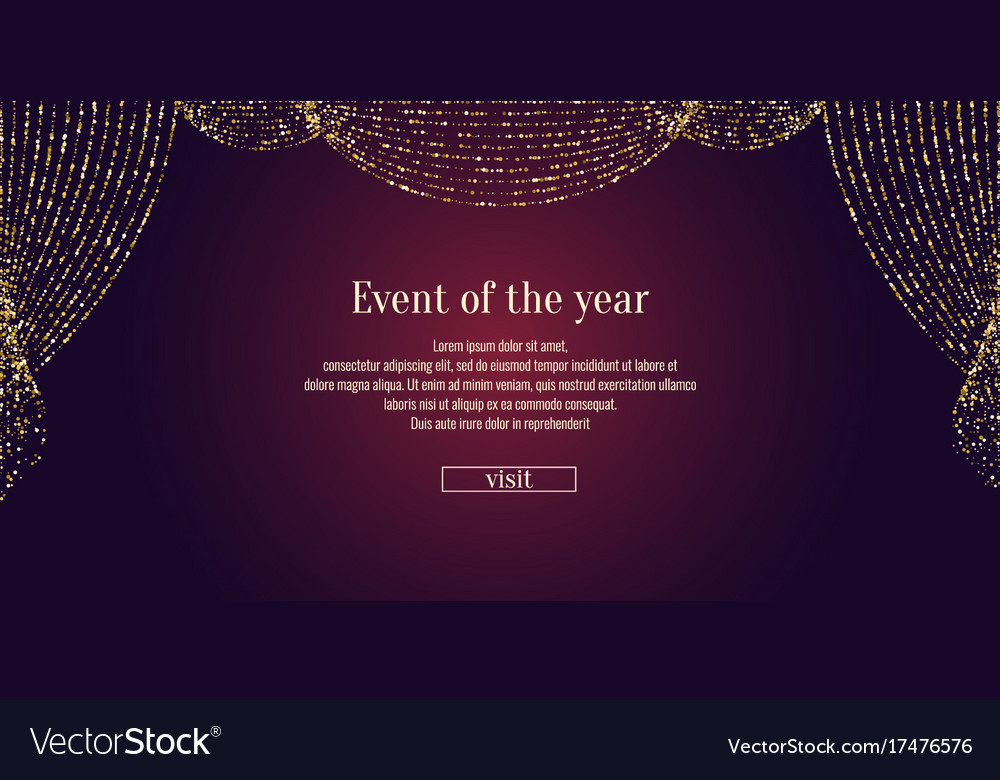 Event of the year
Lorem ipsum dolor sit amet,
consectetur adipiscing elit, sed do eiusmod tempor incididunt ut labore et
dolore magna aliqua. Ut enim ad minim veniam, quis nostrud exercitation ullamco
laboris nisi ut aliquip ex ea commodo consequat.
Duis aute irure dolor in reprehenderit
visit
VectorStock®
VectorStock.com/17476576